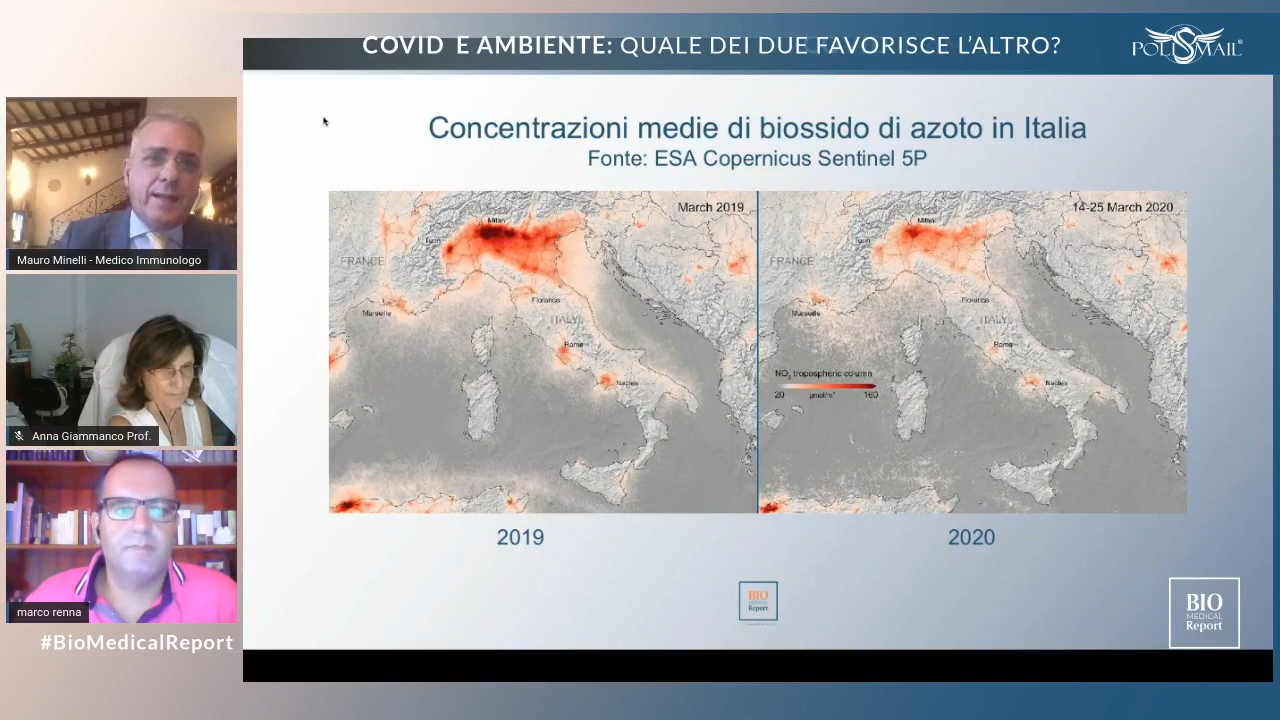 COVID E AMBIENTE: QUALE DEI DUE FAVORISCE L'ALTRO?
POLISMAIL®
Concentrazioni medie di biossido di azoto in Italia
Fonte: ESA Copernicus Sentinel 5P
March 2019
Milan
Turin
FRANCE
Marseille
Florence
ITALY
Rome
Naples
14-25 March 2020
Milan
Turin
FRANCE
Marseille
Florence
ITALY
Rome
Naples
NO2 tropospheric column
20 µmol/m² 160
2019
2020
Mauro Minelli - Medico Immunologo
Anna Giammanco Prof.
marco renna
#BioMedicalReport
BIO
MEDICAL
Report
BIO
MEDICAL
Report